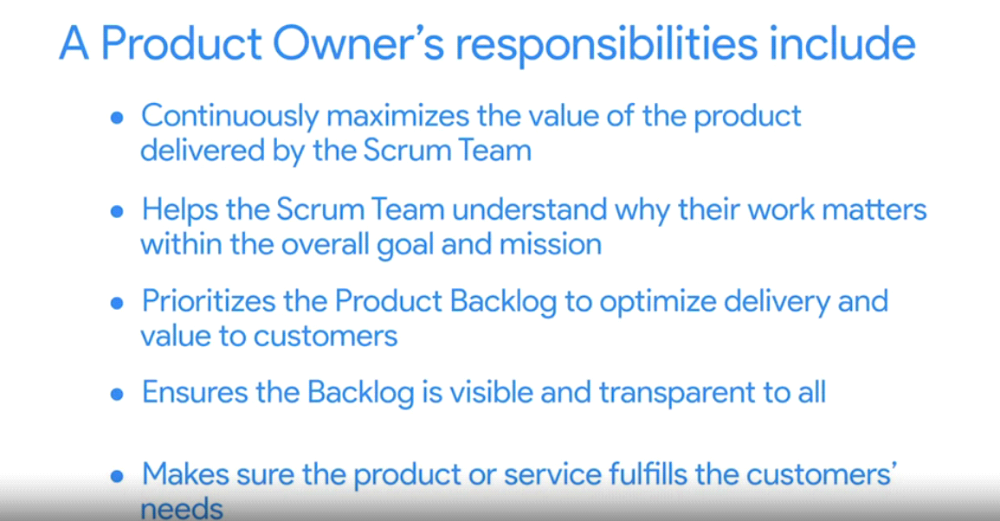 A Product Owner's responsibilities include
● Continuously maximizes the value of the product
delivered by the Scrum Team
● Helps the Scrum Team understand why their work matters
within the overall goal and mission
● Prioritizes the Product Backlog to optimize delivery and
value to customers
● Ensures the Backlog is visible and transparent to all
● Makes sure the product or service fulfills the customers'
needs